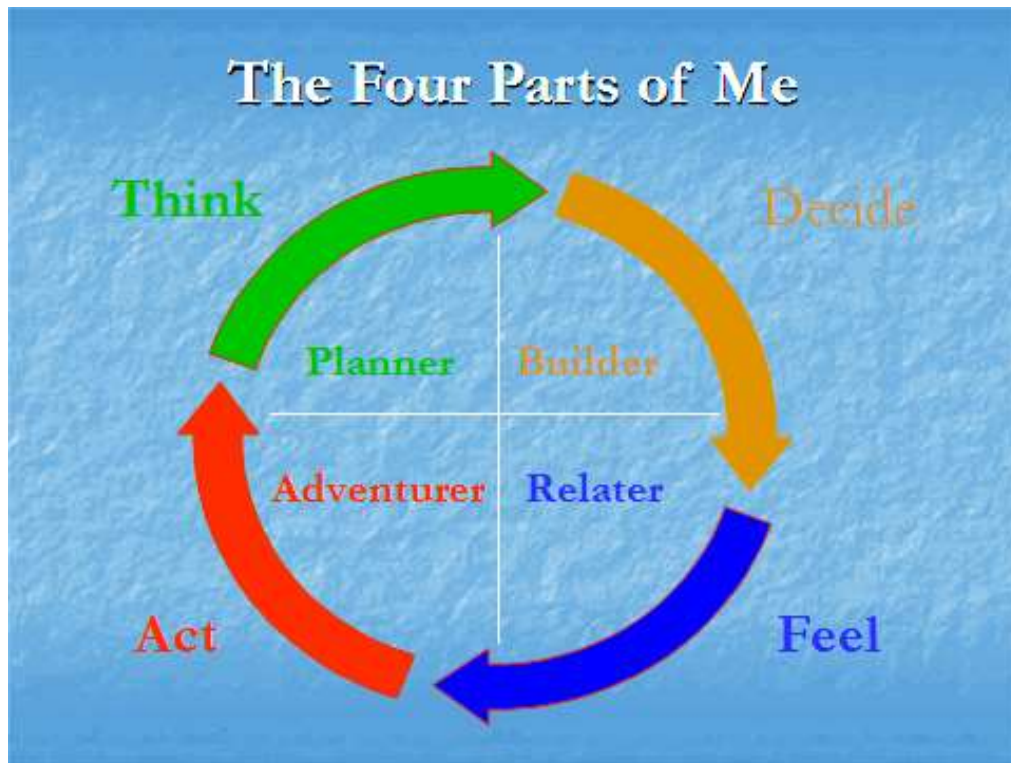 The Four Parts of Me
Think
Decide
Planner
Builder
Adventurer
Relater
Act
Feel